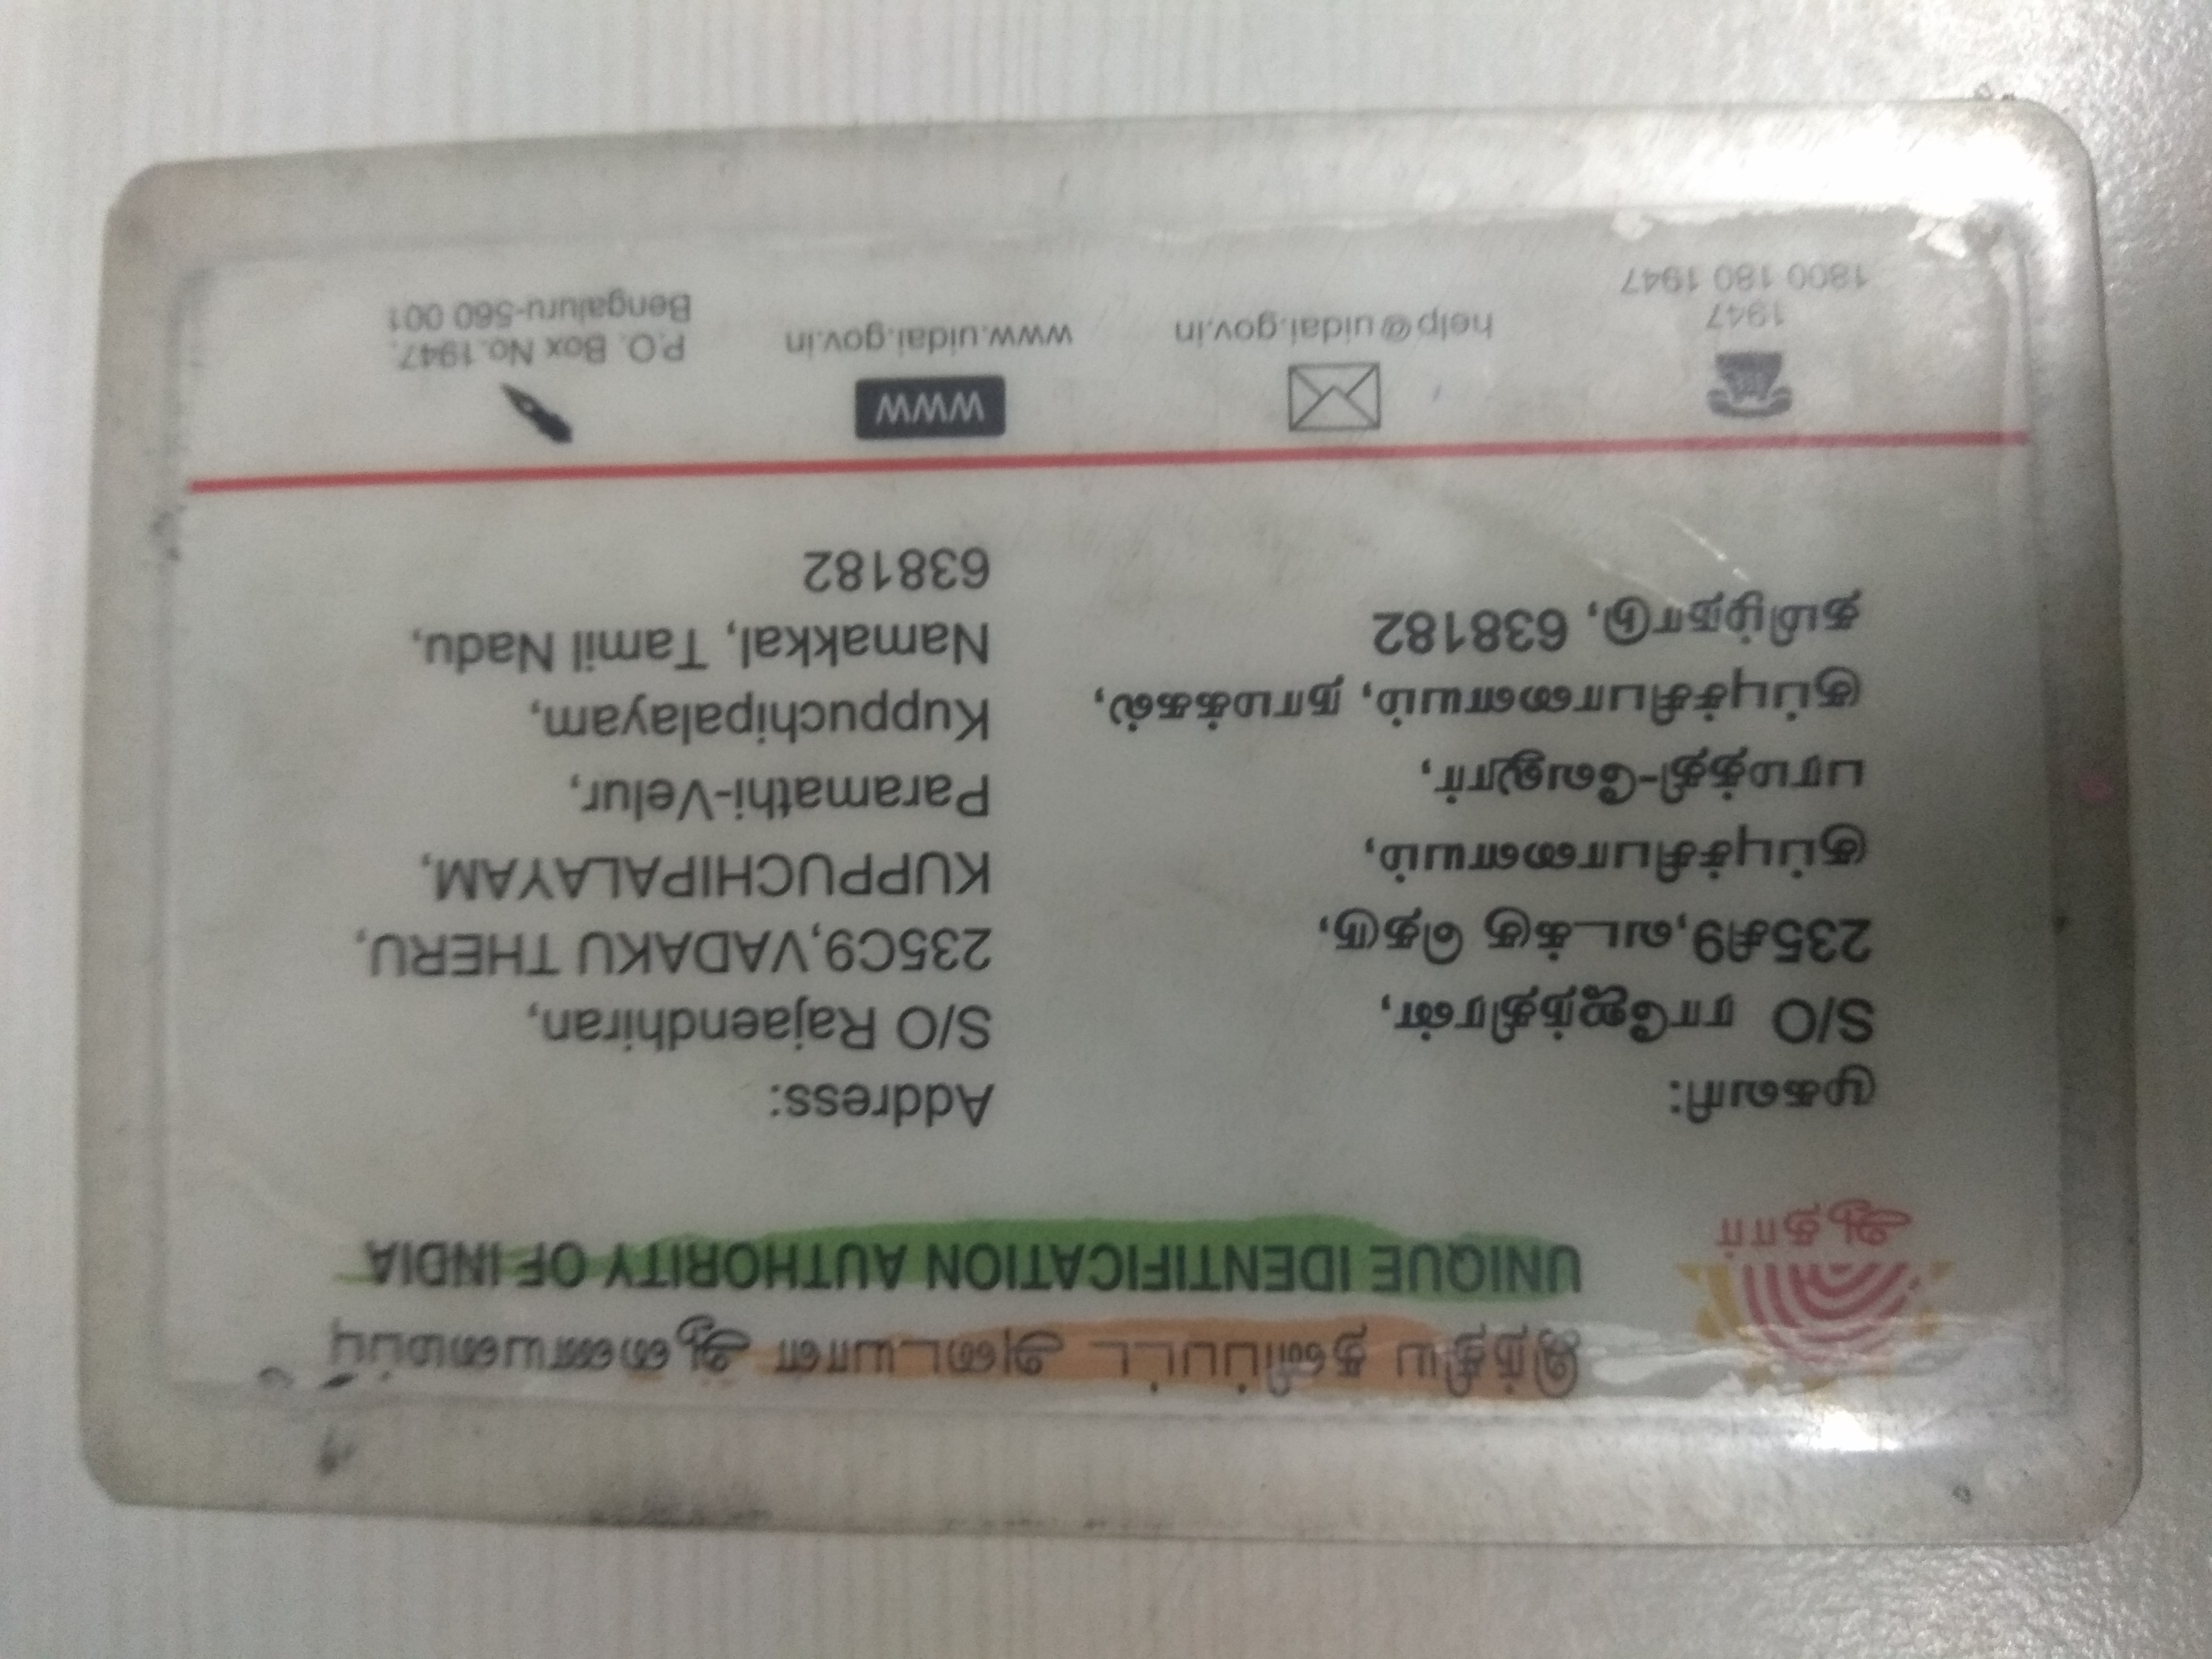 இந்திய தனிப்பட்ட அடையாள ஆணையமைப்பு
UNIQUE IDENTIFICATION AUTHORITY OF INDIA
ஆதார்
முகவரி:
S/O ராஜேந்திரன்,
235சி9,வடக்கு தெரு,
குப்புச்சிபாளையம்,
பரமத்தி-வேலூர்,
குப்புச்சிபாளையம், நாமக்கல்,
தமிழ்நாடு, 638182
Address:
S/O Rajaendhiran,
235C9,VADAKU THERU,
KUPPUCHIPALAYAM,
Paramathi-Velur,
Kuppuchipalayam,
Namakkal, Tamil Nadu,
638182
1947
1800 180 1947
help@uidai.gov.in
WWW
www.uidai.gov.in
P.O. Box No.1947,
Bengaluru-560 001